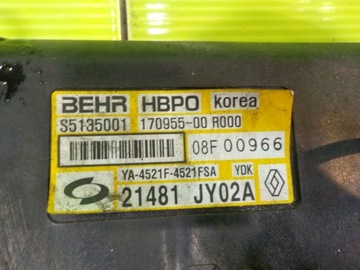 BEHR HBPO korea
S5135001 170955-00 R000
08F 00966
YA-4521F-4521FSA YDK
21481 JY02A